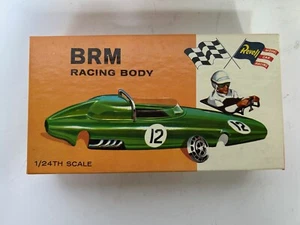 BRM
Revell
RACING BODY
12
12
1/24TH SCALE